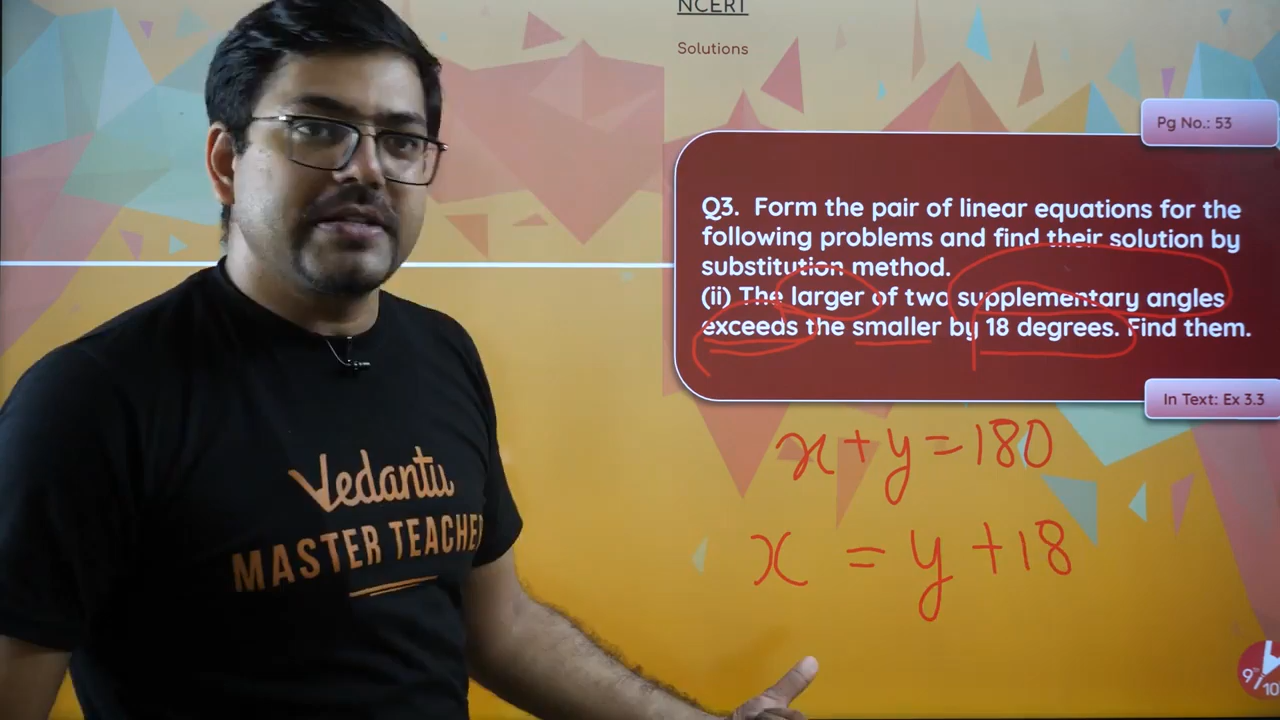 NCERT
Solutions
Pg No.: 53
Q3. Form the pair of linear equations for the
following problems and find their solution by
substitution method.
(ii) The larger of two supplementary angles
exceeds the smaller by 18 degrees. Find them.
In Text: Ex 3.3
x+y=180
x = y+18
Vedantu
MASTER TEACHER
9
10